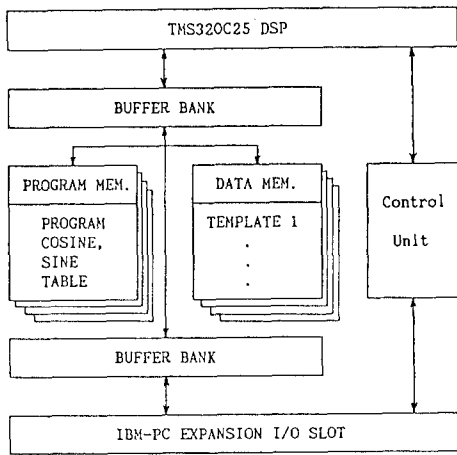 TMS320C25 DSP
BUFFER BANK
PROGRAM MEM.
PROGRAM
COSINE,
SINE
TABLE
DATA MEM.
TEMPLATE 1
.
.
.
Control
Unit
BUFFER BANK
IBM-PC EXPANSION I/O SLOT